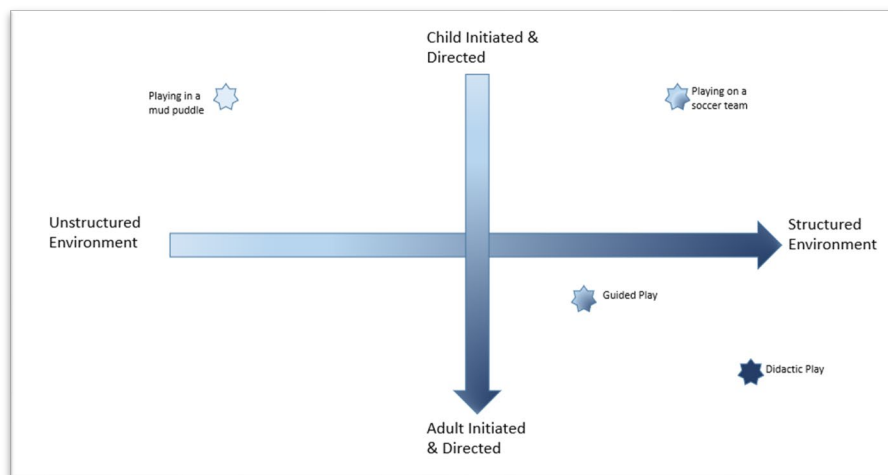 Child Initiated &
Directed
Playing in a
mud puddle
Playing on a
soccer team
Unstructured
Environment
Structured
Environment
Guided Play
Didactic Play
Adult Initiated
& Directed